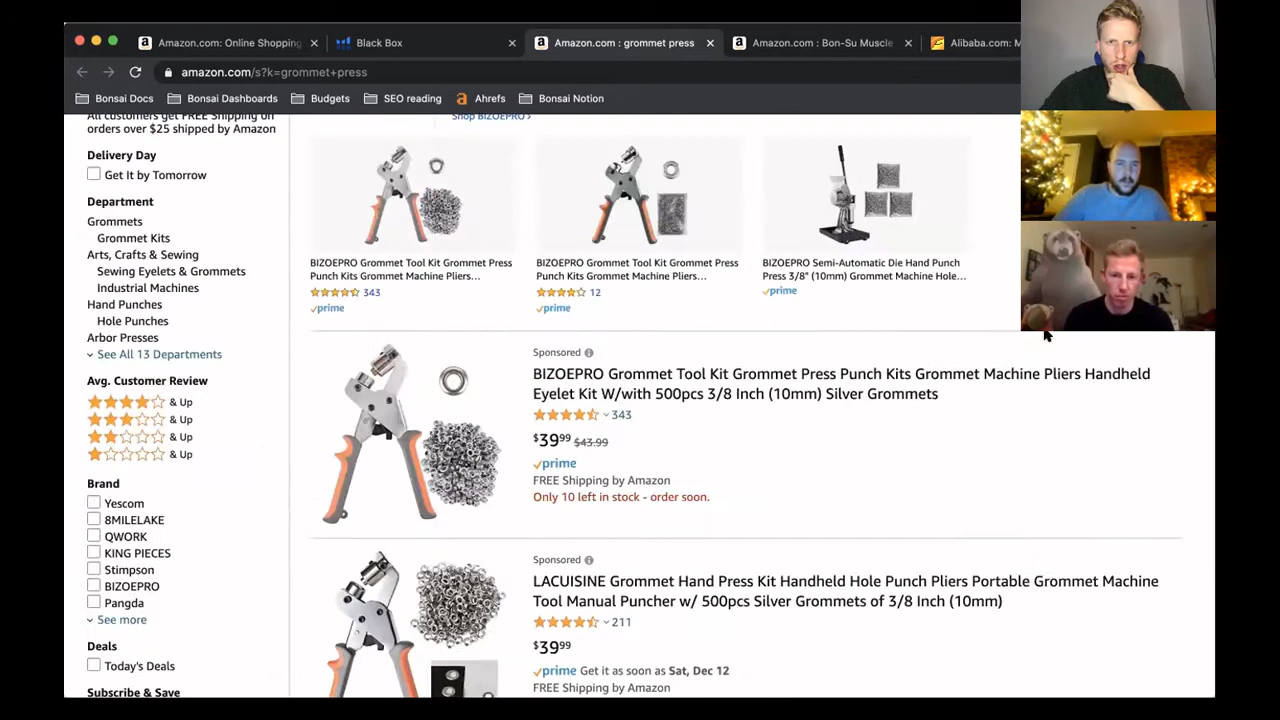 Amazon.com: Online Shopping
Black Box
Amazon.com : grommet press
Amazon.com : Bon-Su Muscle
Alibaba.com: M
amazon.com/s?k=grommet+press
Bonsai Docs
Bonsai Dashboards
Budgets
SEO reading
Ahrefs
Bonsai Notion
All customers get FREE Shipping on
orders over $25 shipped by Amazon
Delivery Day
Get It by Tomorrow
Department
Grommets
Grommet Kits
Arts, Crafts & Sewing
Sewing Eyelets & Grommets
Industrial Machines
Hand Punches
Hole Punches
Arbor Presses
See All 13 Departments
Avg. Customer Review
& Up
& Up
& Up
& Up
Brand
Yescom
8MILELAKE
QWORK
KING PIECES
Stimpson
BIZOEPRO
Pangda
See more
Deals
Today's Deals
Subscribe & Save
Shop BIZOEPRO ›
BIZOEPRO Grommet Tool Kit Grommet Press
Punch Kits Grommet Machine Pliers…
343
prime
BIZOEPRO Grommet Tool Kit Grommet Press
Punch Kits Grommet Machine Pliers…
12
prime
BIZOEPRO Semi-Automatic Die Hand Punch
Press 3/8" (10mm) Grommet Machine Hole…
prime
Sponsored
BIZOEPRO Grommet Tool Kit Grommet Press Punch Kits Grommet Machine Pliers Handheld
Eyelet Kit W/with 500pcs 3/8 Inch (10mm) Silver Grommets
343
$39.99 $43.99
prime
FREE Shipping by Amazon
Only 10 left in stock - order soon.
Sponsored
LACUISINE Grommet Hand Press Kit Handheld Hole Punch Pliers Portable Grommet Machine
Tool Manual Puncher w/ 500pcs Silver Grommets of 3/8 Inch (10mm)
211
$39.99
prime Get it as soon as Sat, Dec 12
FREE Shipping by Amazon